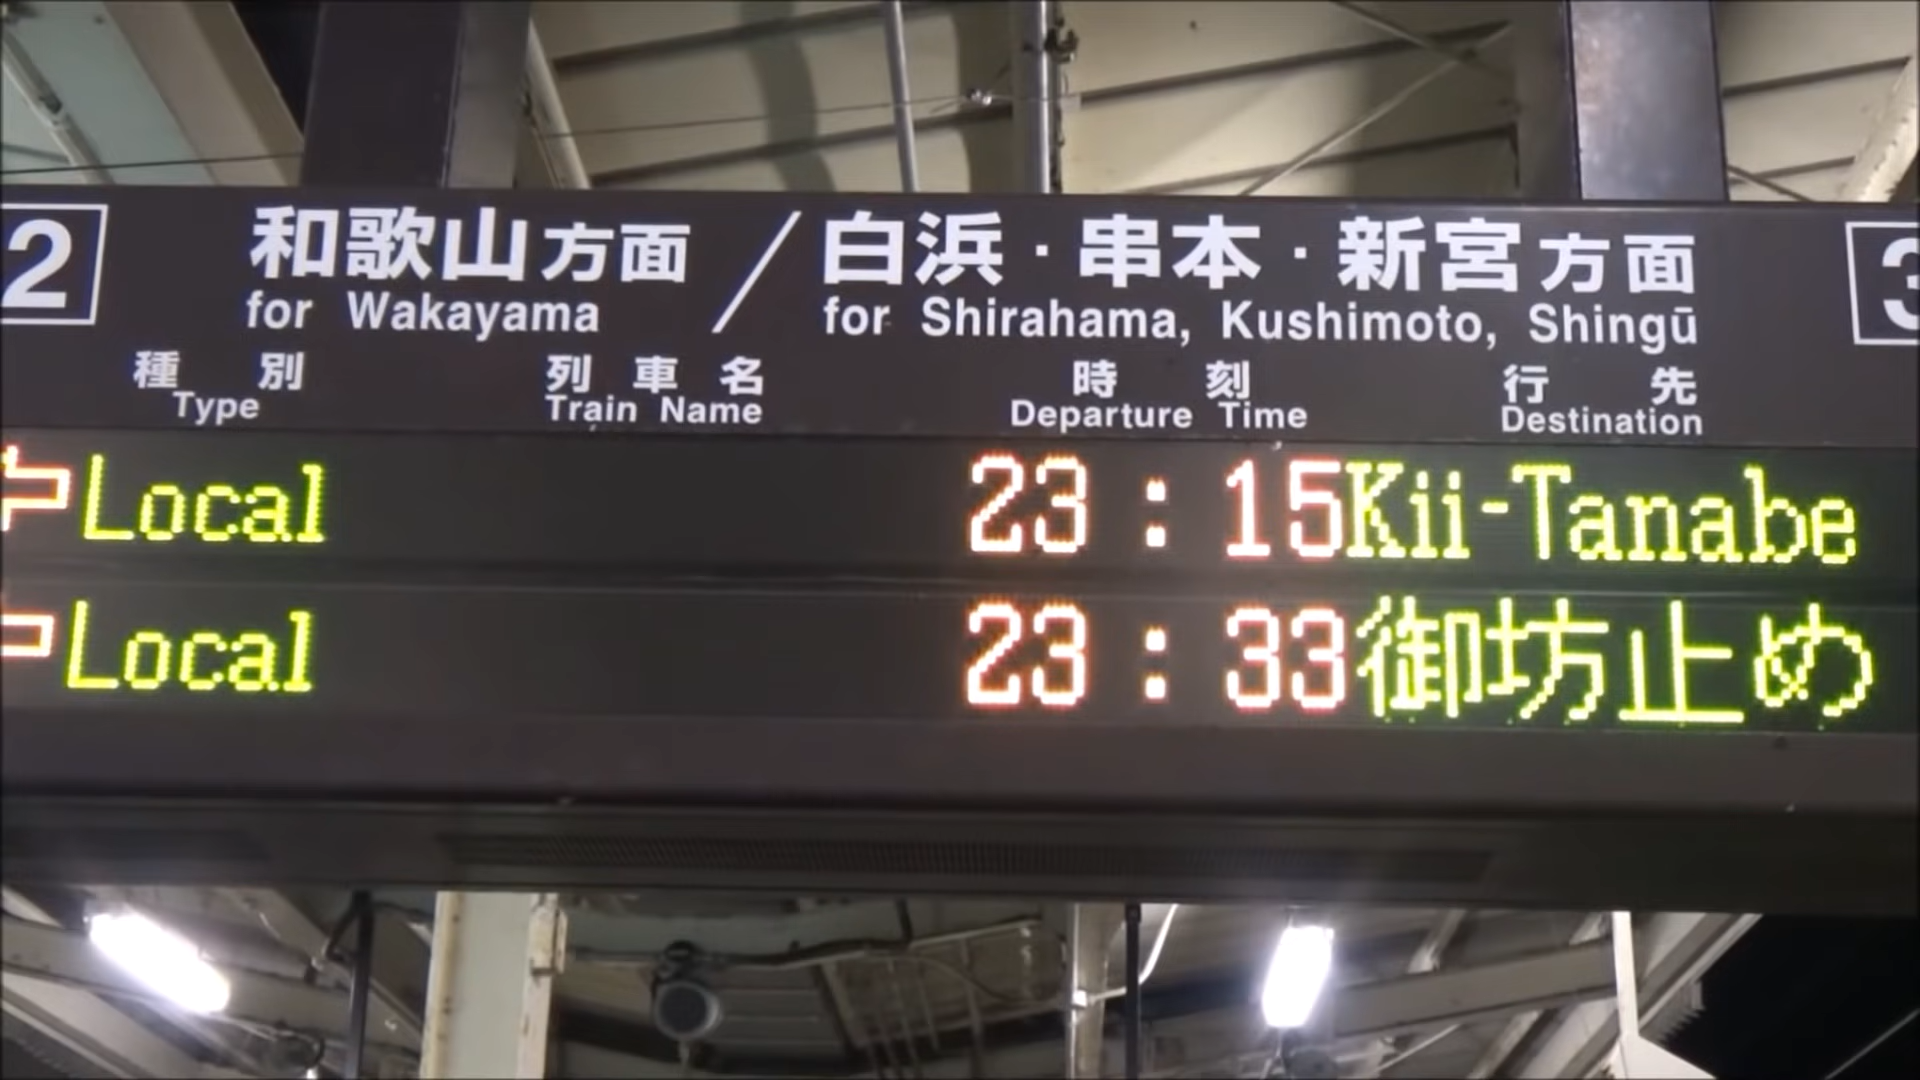 2 和歌山方面 / 白浜・串本・新宮方面 3
for Wakayama for Shirahama, Kushimoto, Shingū
種別 列車名 時刻 行先
Type Train Name Departure Time Destination
Local 23:15 Kii-Tanabe
Local 23:33 御坊止め